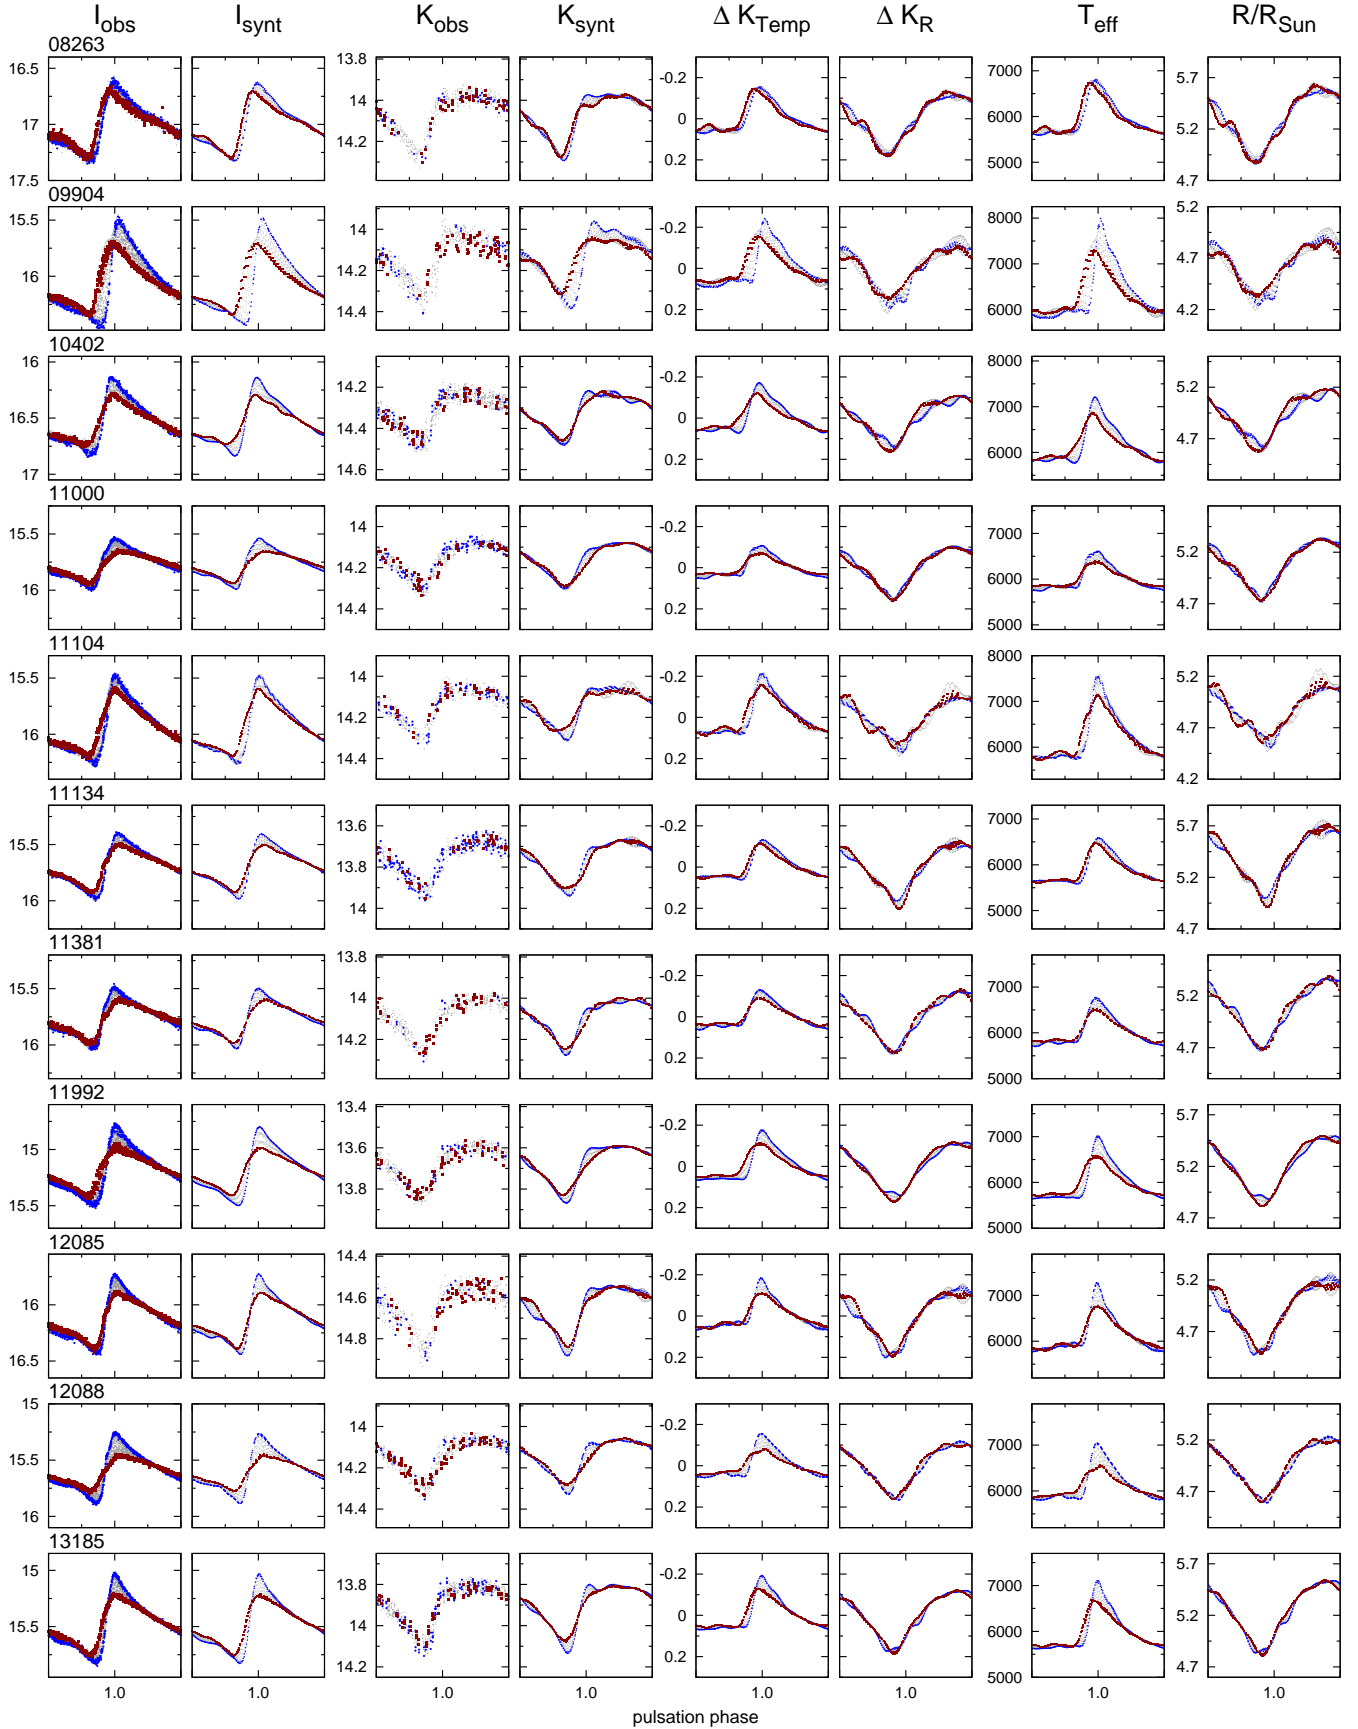 I_obs I_synt K_obs K_synt Δ K_Temp Δ K_R T_eff R/R_Sun
08263
16.5 13.8 -0.2 7000 5.7
17 14 0 6000 5.2
17.5 14.2 0.2 5000 4.7
09904
15.5 14 -0.2 8000 5.2
16 14.2 0 7000 4.6
14.4 0.2 6000 4.0
10402
16 14.2 -0.2 8000 5.2
16.5 14.4 0 7000 4.7
17 14.6 0.2 6000
11000
15.5 14 -0.2 7000 5.2
16 14.2 0 6000 4.7
14.4 0.2 5000
11104
15.5 14 -0.2 8000 5.2
16 14.2 0 7000 4.7
14.4 0.2 6000 4.2
11134
15.5 13.6 -0.2 7000 5.7
16 13.8 0 6000 5.2
14 0.2 5000 4.7
11381
15.5 13.8 -0.2 7000 5.2
16 14 0 6000 4.7
14.2 0.2 5000
11992
15 13.4 -0.2 7000 5.7
15.5 13.6 0 6000 5.2
13.8 0.2 5000 4.7
12085
16 14.4 -0.2 7000 5.2
16.5 14.6 0 6000 4.7
14.8 0.2
12088
15 14 -0.2 7000 5.2
15.5 14.2 0 6000 4.7
16 14.4 0.2
13185
15 13.8 -0.2 7000 5.7
15.5 14 0 6000 5.2
14.2 0.2 5000 4.7
1.0 1.0 1.0 1.0 1.0 1.0 1.0 1.0
pulsation phase